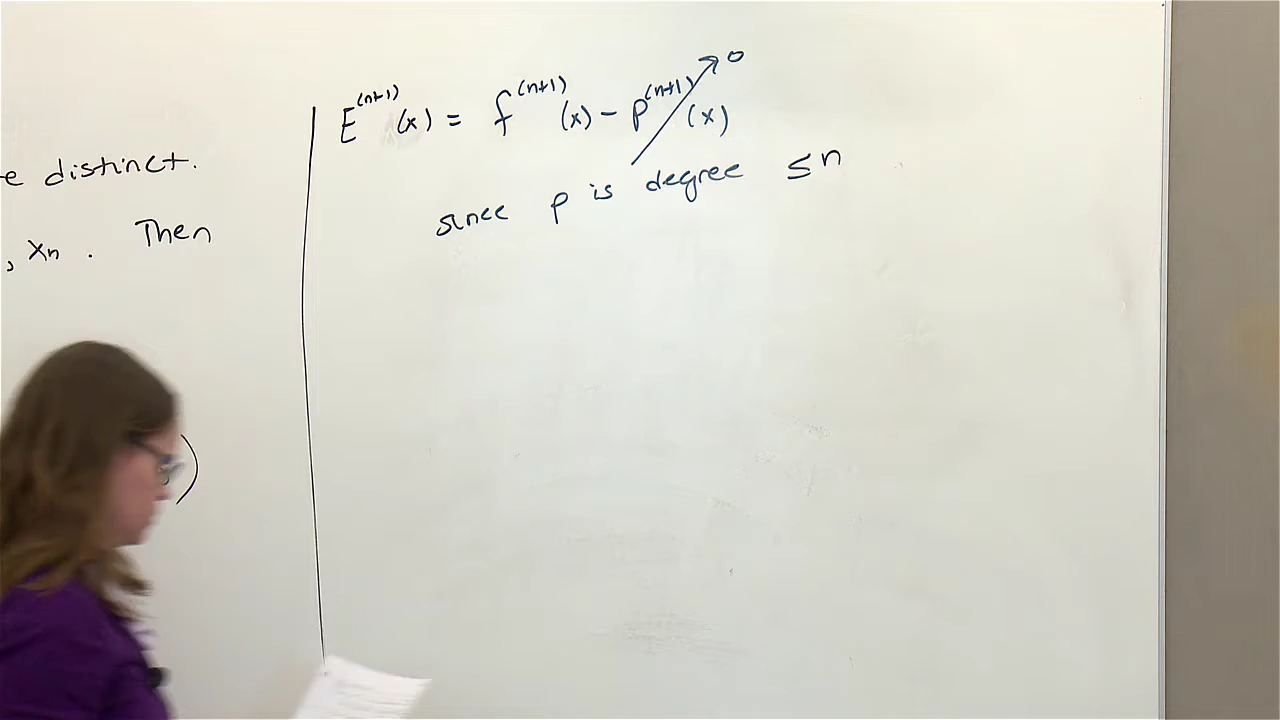 e distinct.
, xn . Then
)
E^(n+1) (x) = f^(n+1) (x) - p^(n+1) (x) → 0
since p is degree ≤ n